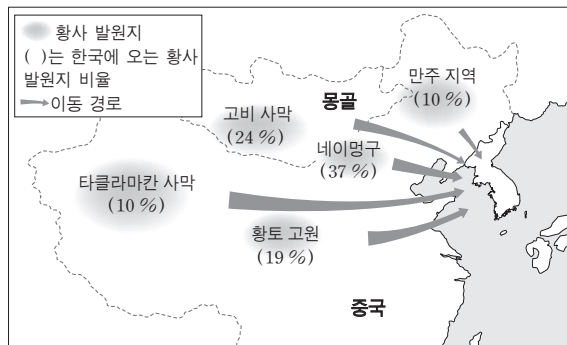 황사 발원지
( )는 한국에 오는 황사
발원지 비율
이동 경로
만주 지역
(10 %)
몽골
고비 사막
(24 %)
네이멍구
(37 %)
타클라마칸 사막
(10 %)
황토 고원
(19 %)
중국